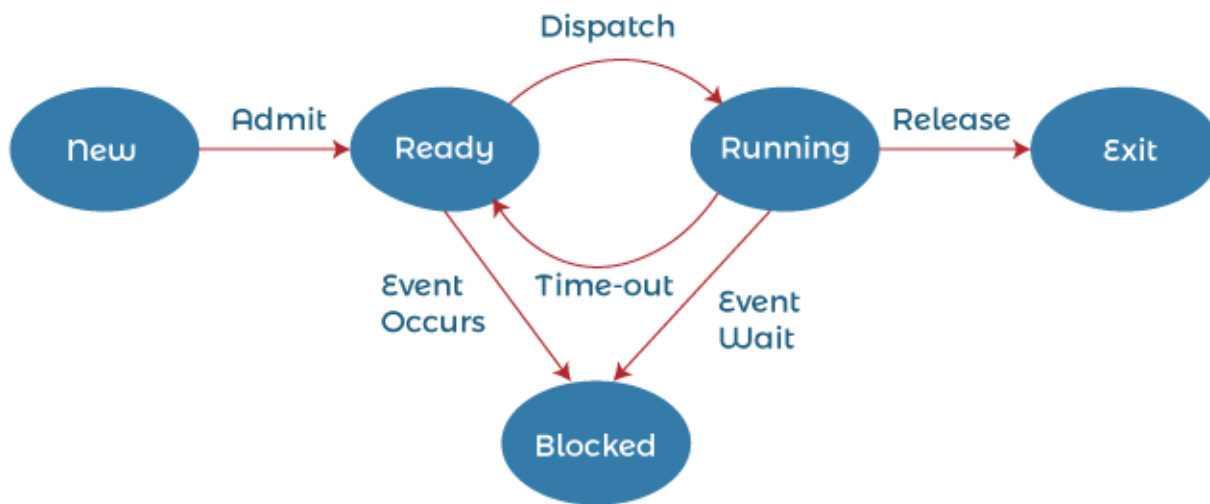 Dispatch
New
Admit
Ready
Running
Release
Exit
Event
Occurs
Time-out
Event
Wait
Blocked